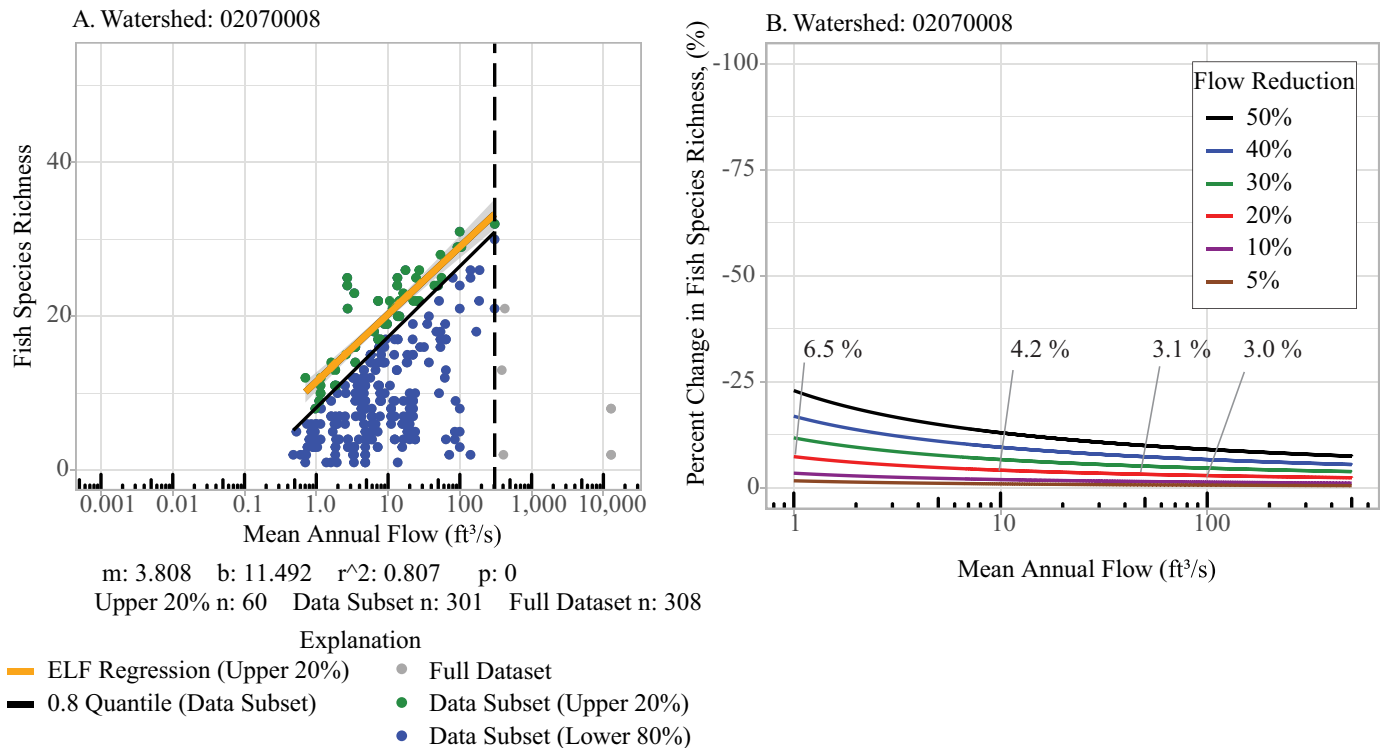 A. Watershed: 02070008
Fish Species Richness
40
20
0
0.001 0.01 0.1 1.0 10 100 1,000 10,000
Mean Annual Flow (ft³/s)
m: 3.808 b: 11.492 r^2: 0.807 p: 0
Upper 20% n: 60 Data Subset n: 301 Full Dataset n: 308
Explanation
ELF Regression (Upper 20%)
0.8 Quantile (Data Subset)
Full Dataset
Data Subset (Upper 20%)
Data Subset (Lower 80%)
B. Watershed: 02070008
Percent Change in Fish Species Richness, (%)
-100
-75
-50
-25
0
Flow Reduction
50%
40%
30%
20%
10%
5%
6.5 % 4.2 % 3.1 % 3.0 %
1 10 100
Mean Annual Flow (ft³/s)